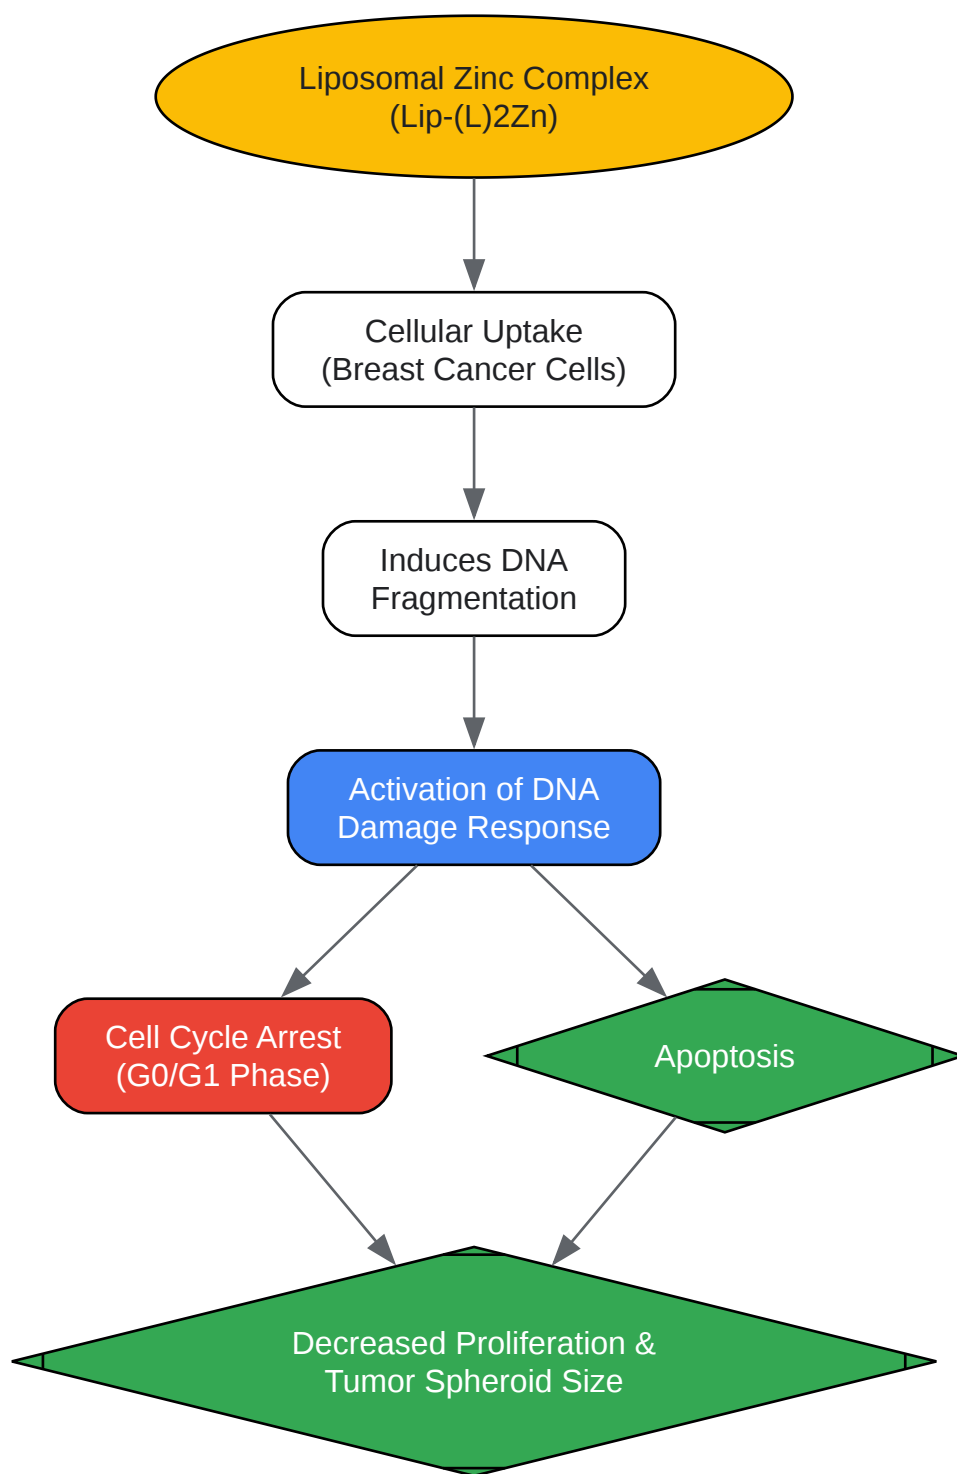 Liposomal Zinc Complex
(Lip-(L)2Zn)
Cellular Uptake
(Breast Cancer Cells)
Induces DNA
Fragmentation
Activation of DNA
Damage Response
Cell Cycle Arrest
(G0/G1 Phase)
Apoptosis
Decreased Proliferation &
Tumor Spheroid Size